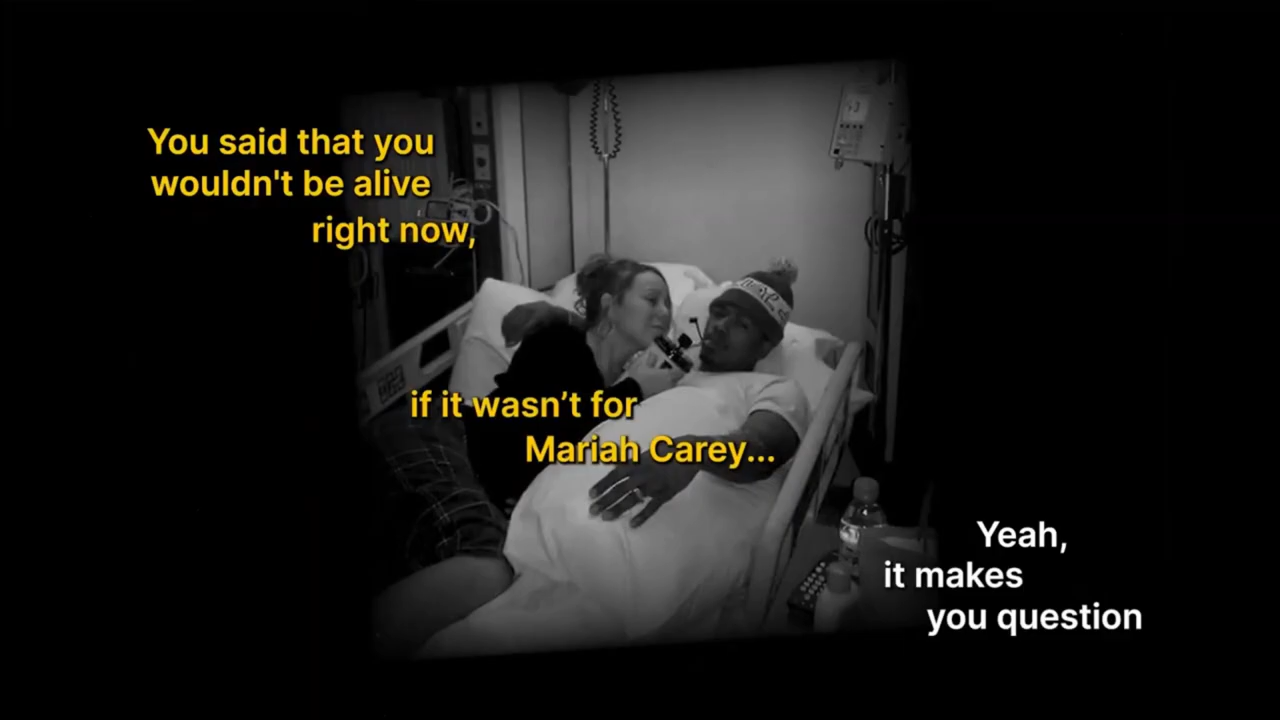 You said that you
wouldn't be alive
right now,
if it wasn’t for
Mariah Carey...
Yeah,
it makes
you question